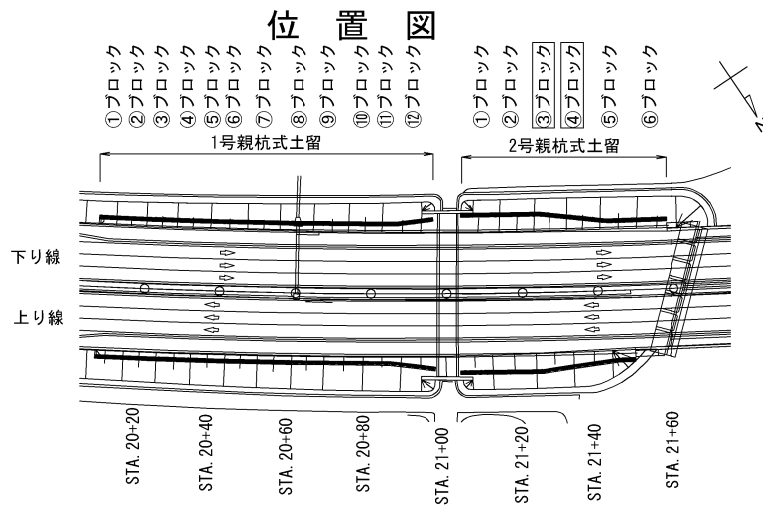 位置図
①ブロック
②ブロック
③ブロック
④ブロック
⑤ブロック
⑥ブロック
⑦ブロック
⑧ブロック
⑨ブロック
⑩ブロック
⑪ブロック
⑫ブロック
①ブロック
②ブロック
③ブロック
④ブロック
⑤ブロック
⑥ブロック
1号親杭式土留
2号親杭式土留
下り線
上り線
STA. 20+20
STA. 20+40
STA. 20+60
STA. 20+80
STA. 21+00
STA. 21+20
STA. 21+40
STA. 21+60